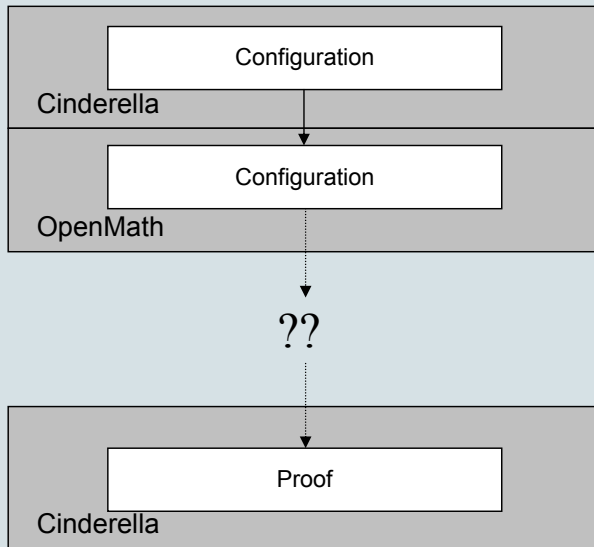 Configuration
Cinderella
Configuration
OpenMath
??
Proof
Cinderella